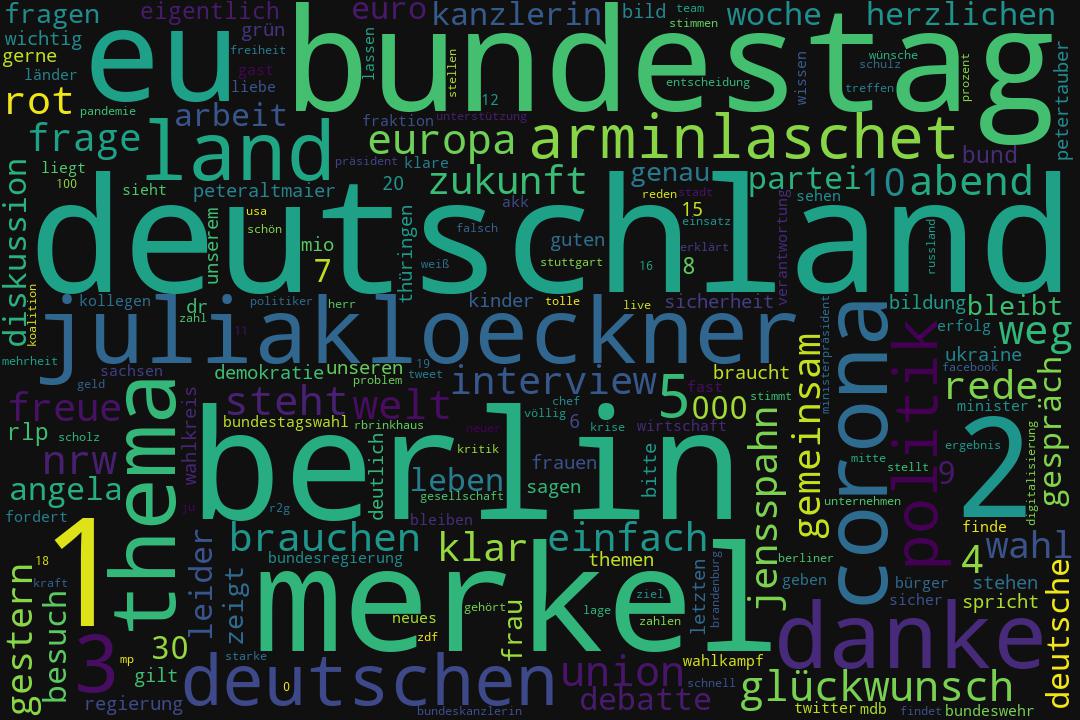 fragen eigentlich euro kanzlerin bild team stimmen woche herzlichen
wichtig eu grün bundestag
gerne freiheit lassen stellen wissen wünsche schulz
länder gast liebe entscheidung treffen prozent petertauber
rot pandemie 12
arbeit fraktion unterstützung
frage land europa arminlaschet bund
liegt präsident klare genau
100 sieht peteraltmaier 20 zukunft reden stadt partei 10 abend
diskussion deutschland
unserem usa schön akk 15 sehen
mio falsch guten einsatz russland
7 thüringen weiß stuttgart 16 erklärt 8 verantwortung
koalition kollegen dr politiker herr kinder tolle live sicherheit ministerpräsident bildung bleibt
zahl 11 juliakloeckner corona politik erfolg weg
mehrheit sachsen demokratie unseren 19 ukraine
geld problem tweet interview braucht facebook
freue thema wahlkreis steht welt chef 5 000 fast stimmt gemeinsam rede gespräch
bundestagswahl rbrinkhaus völlig 6 krise wirtschaft minister
rlp scholz neuer 2
nrw berlin deutlich kritik frauen bitte jensspahn mitte stellt 9 ergebnis
angela leben gesellschaft sagen unternehmen digitalisierung
fordert ju r2g bleiben finde
1 leider brauchen klar einfach 4 wahl
18 bundesregierung themen berliner
kraft zeigt merkel ziel letzten brandenburg geben bürger stehen
gestern besuch gehört lage sicher spricht deutsche
neues frau zahlen
3 30 zdf danke
mp starke wahlkampf
gilt 0 deutschen union schnell glückwunsch
regierung bundeskanzlerin debatte twitter mdb findet bundeswehr